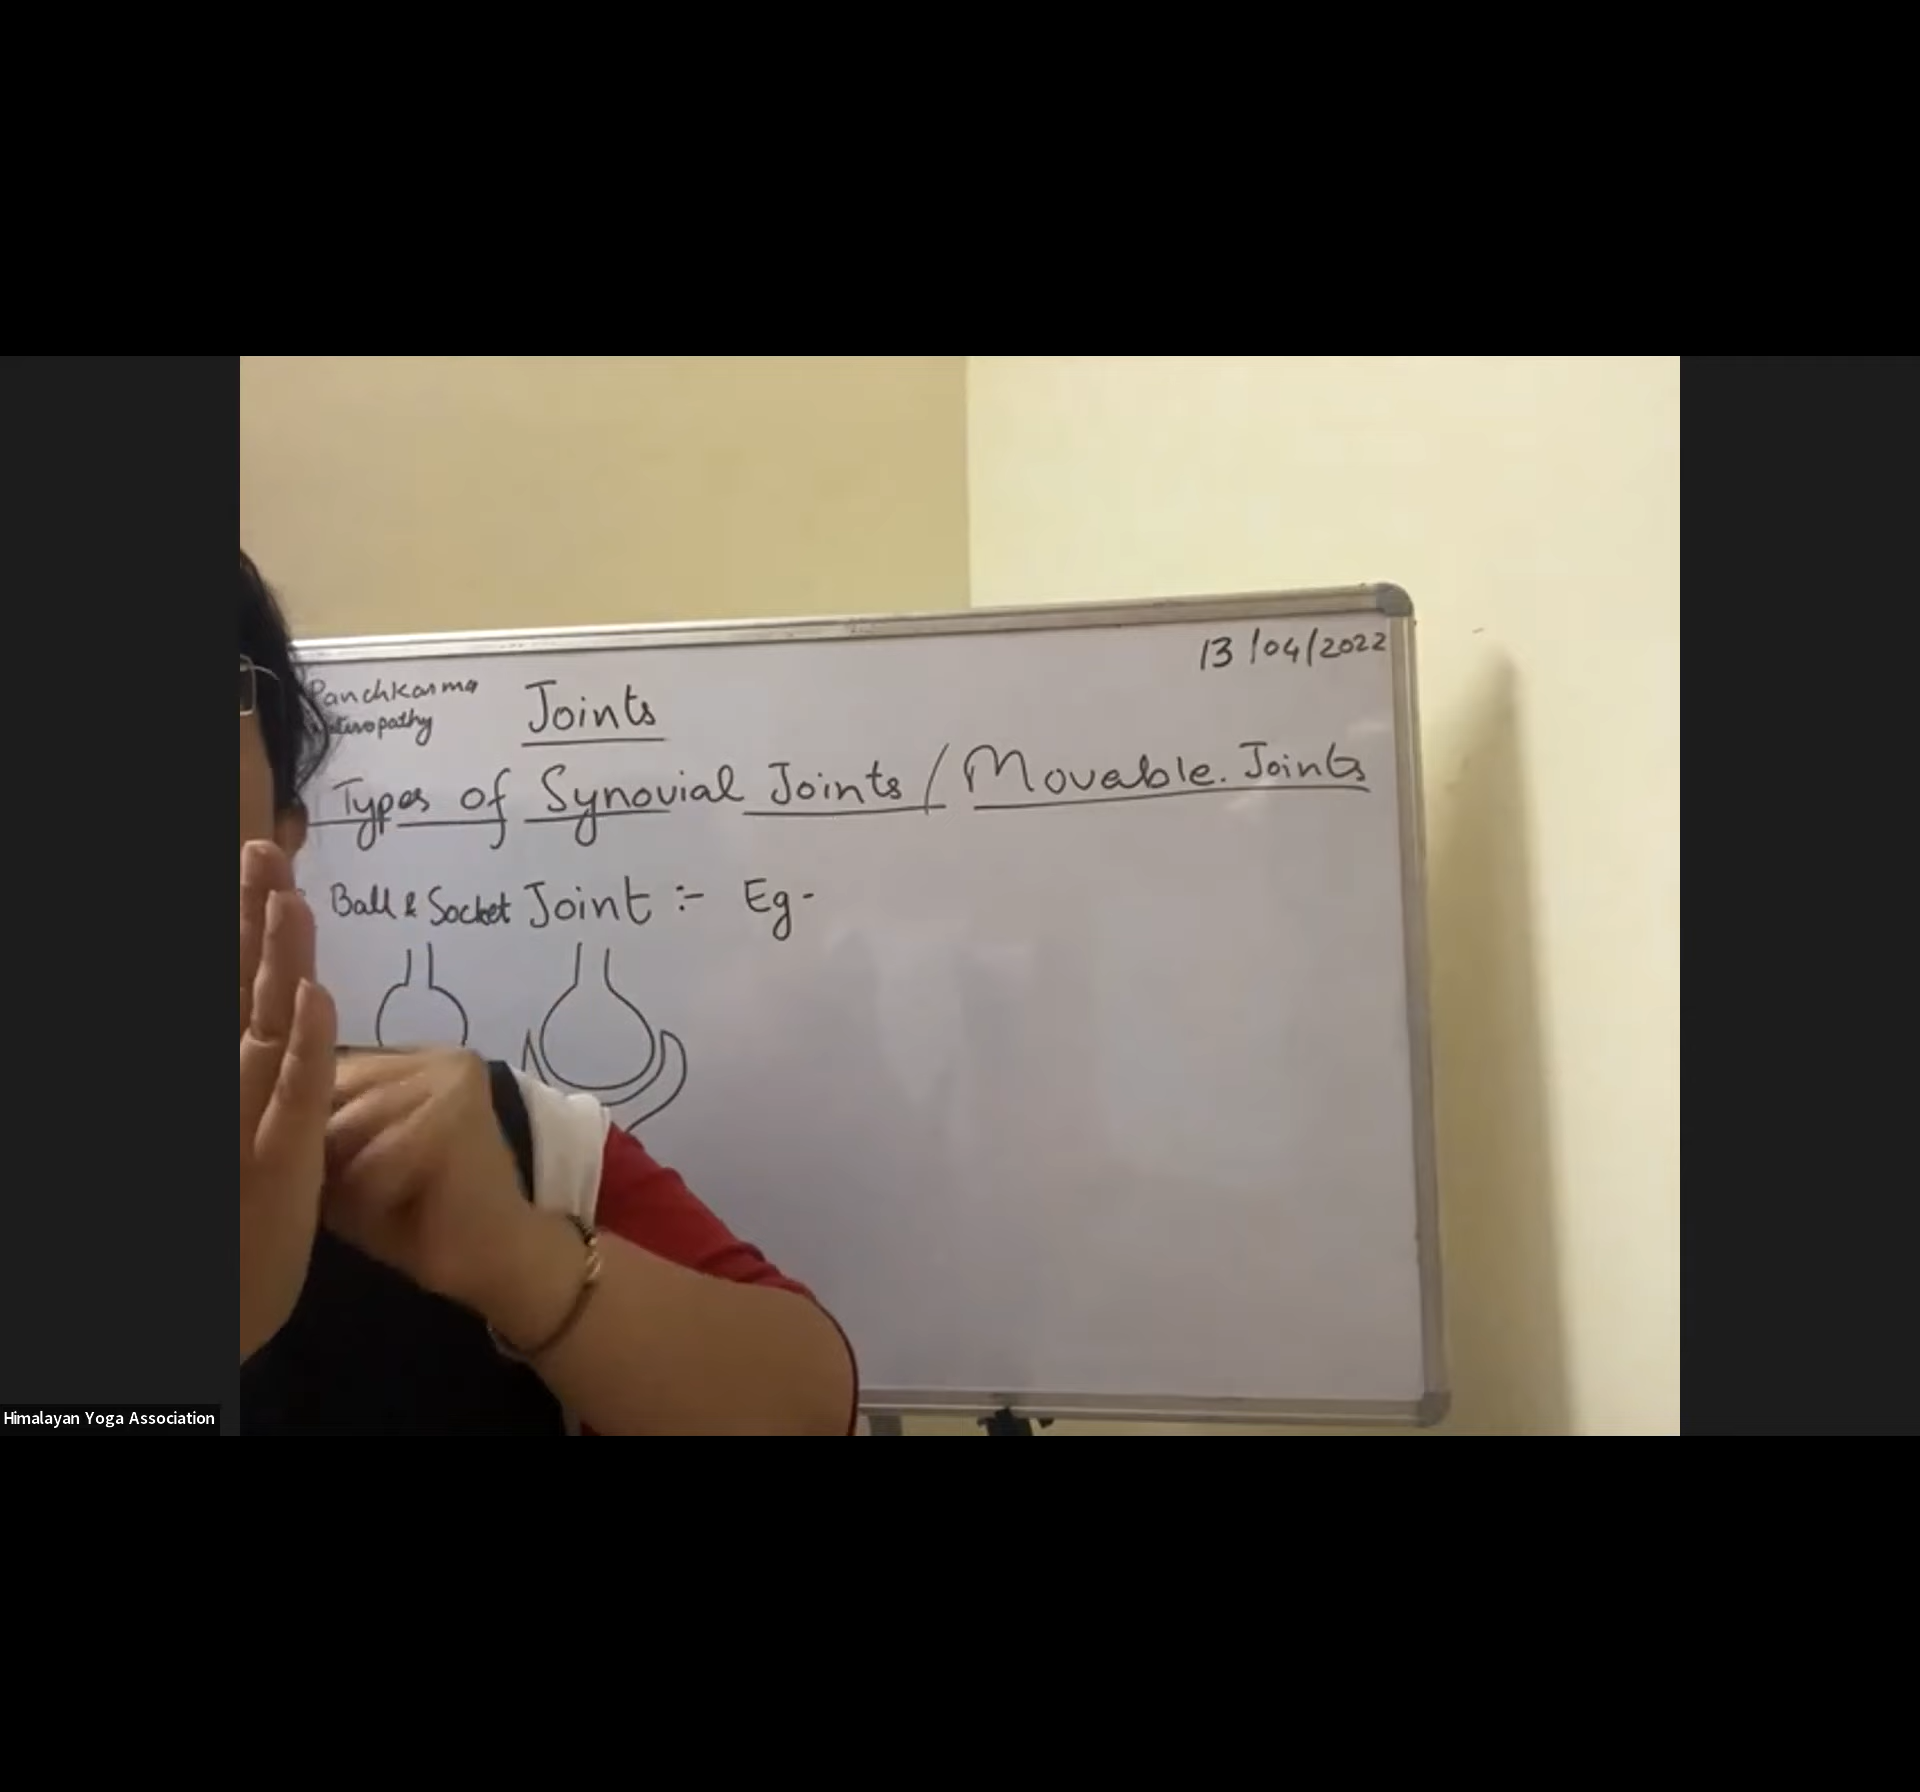 13/04/2022
Panchkarma
Joints
Types of Synovial Joints / Movable. Joints
Ball & Socket Joint :- Eg -
Himalayan Yoga Association